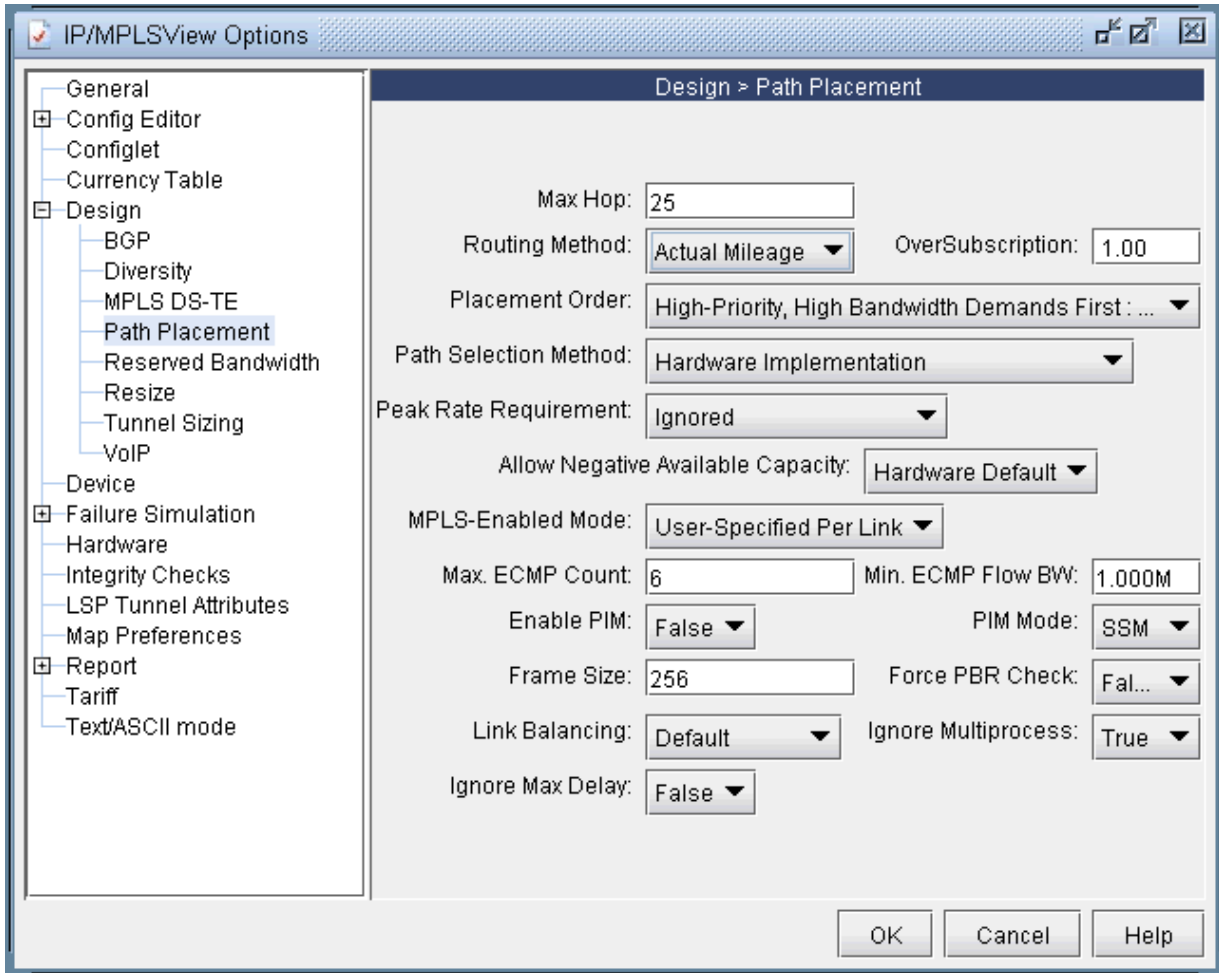 IP/MPLSView Options
General
Config Editor
Configlet
Currency Table
Design
BGP
Diversity
MPLS DS-TE
Path Placement
Reserved Bandwidth
Resize
Tunnel Sizing
VoIP
Device
Failure Simulation
Hardware
Integrity Checks
LSP Tunnel Attributes
Map Preferences
Report
Tariff
Text/ASCII mode
Design > Path Placement
Max Hop: 25
Routing Method: Actual Mileage OverSubscription: 1.00
Placement Order: High-Priority, High Bandwidth Demands First : ...
Path Selection Method: Hardware Implementation
Peak Rate Requirement: Ignored
Allow Negative Available Capacity: Hardware Default
MPLS-Enabled Mode: User-Specified Per Link
Max. ECMP Count: 6 Min. ECMP Flow BW: 1.000M
Enable PIM: False PIM Mode: SSM
Frame Size: 256 Force PBR Check: Fal...
Link Balancing: Default Ignore Multiprocess: True
Ignore Max Delay: False
OK Cancel Help